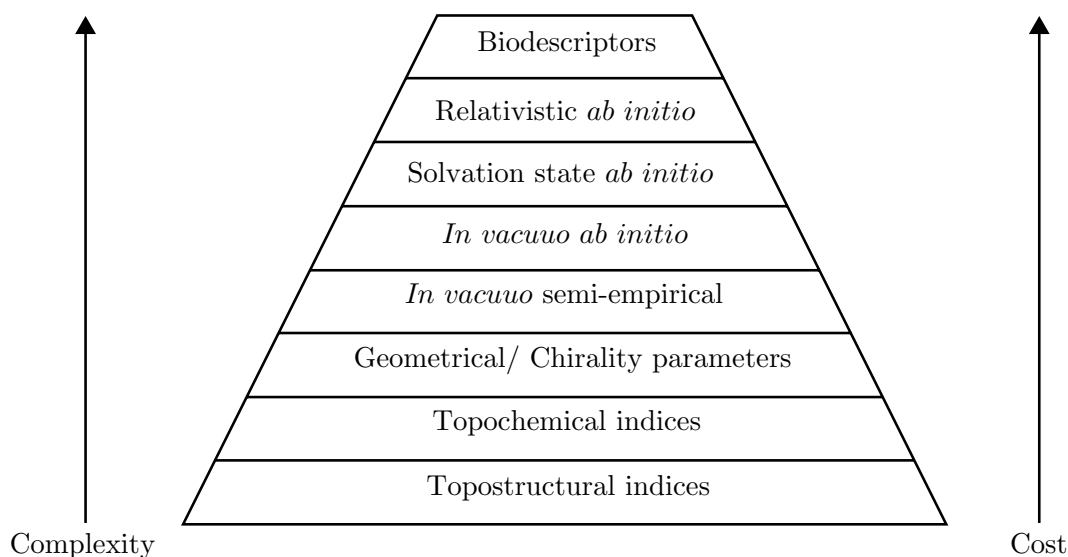 Biodescriptors
Relativistic ab initio
Solvation state ab initio
In vacuuo ab initio
In vacuuo semi-empirical
Geometrical/ Chirality parameters
Topochemical indices
Topostructural indices
Complexity
Cost